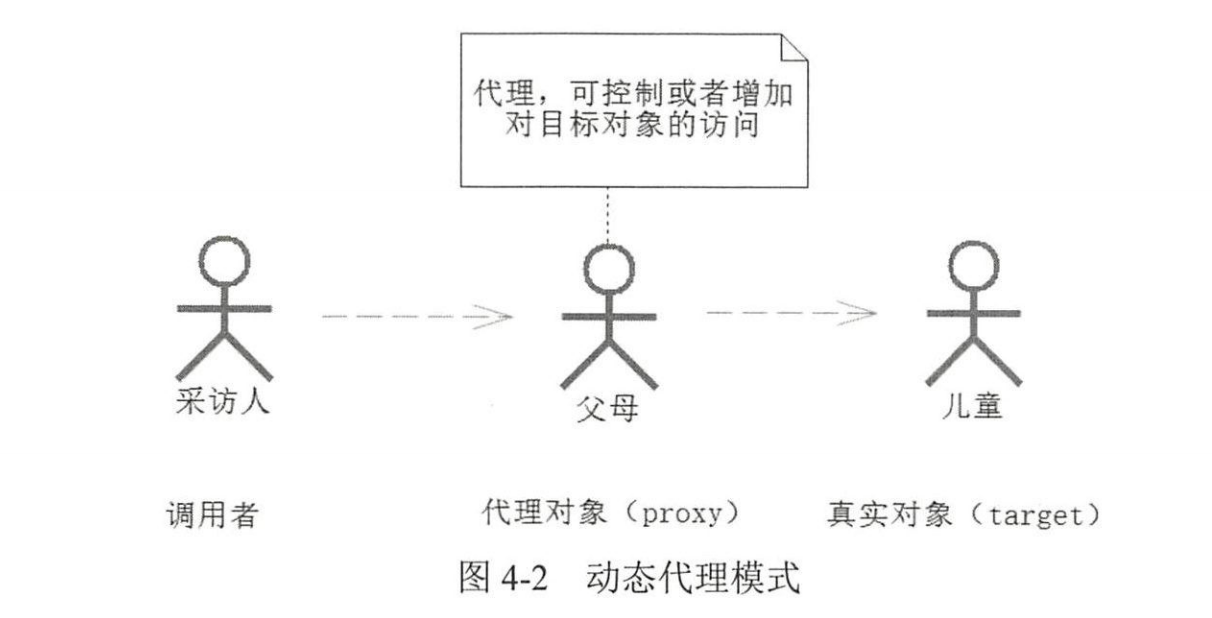 代理，可控制或者增加
对目标对象的访问
采访人
父母
儿童
调用者
代理对象（proxy）
真实对象（target）
图 4-2 动态代理模式